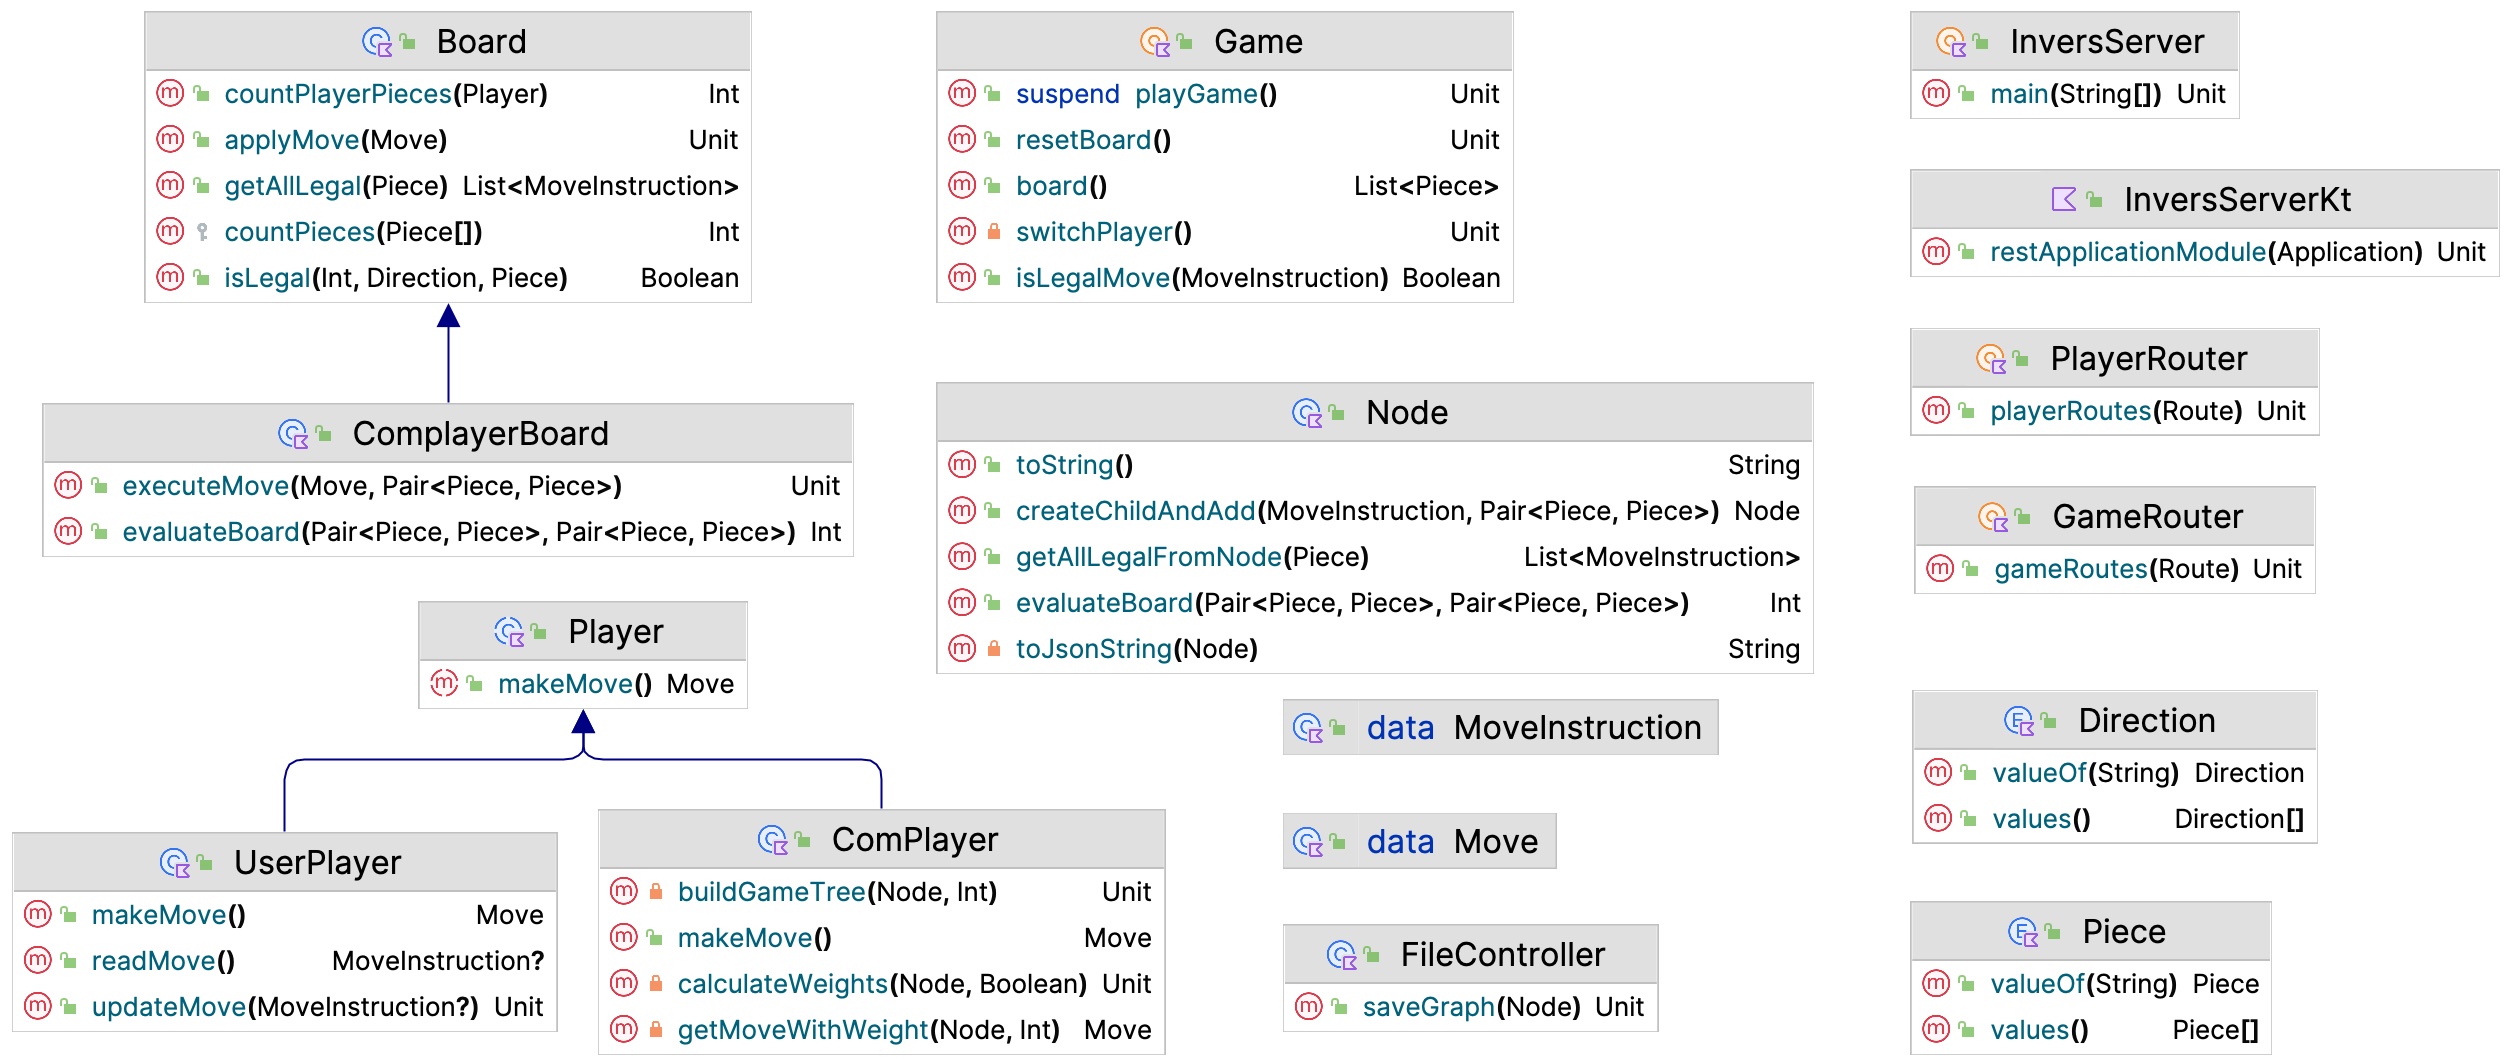 Board
countPlayerPieces(Player) Int
applyMove(Move) Unit
getAllLegal(Piece) List<MoveInstruction>
countPieces(Piece[]) Int
isLegal(Int, Direction, Piece) Boolean
ComplayerBoard
executeMove(Move, Pair<Piece, Piece>) Unit
evaluateBoard(Pair<Piece, Piece>, Pair<Piece, Piece>) Int
Player
makeMove() Move
UserPlayer
makeMove() Move
readMove() MoveInstruction?
updateMove(MoveInstruction?) Unit
ComPlayer
buildGameTree(Node, Int) Unit
makeMove() Move
calculateWeights(Node, Boolean) Unit
getMoveWithWeight(Node, Int) Move
Game
suspend playGame() Unit
resetBoard() Unit
board() List<Piece>
switchPlayer() Unit
isLegalMove(MoveInstruction) Boolean
Node
toString() String
createChildAndAdd(MoveInstruction, Pair<Piece, Piece>) Node
getAllLegalFromNode(Piece) List<MoveInstruction>
evaluateBoard(Pair<Piece, Piece>, Pair<Piece, Piece>) Int
toJsonString(Node) String
data MoveInstruction
data Move
FileController
saveGraph(Node) Unit
InversServer
main(String[]) Unit
InversServerKt
restApplicationModule(Application) Unit
PlayerRouter
playerRoutes(Route) Unit
GameRouter
gameRoutes(Route) Unit
Direction
valueOf(String) Direction
values() Direction[]
Piece
valueOf(String) Piece
values() Piece[]